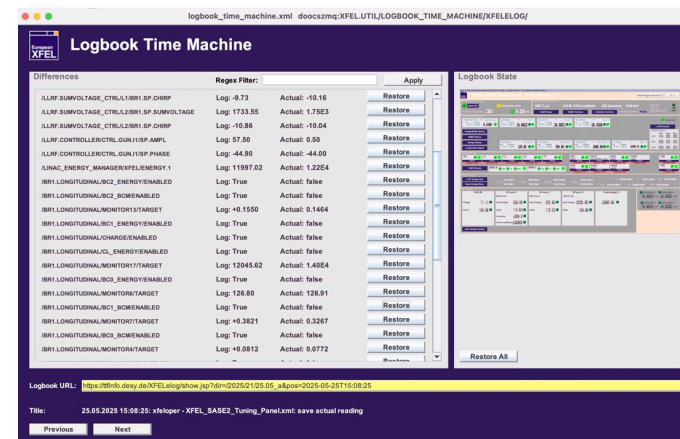 logbook_time_machine.xml doocszmq:XFEL.UTIL/LOGBOOK_TIME_MACHINE/XFELELOG/
European
XFEL
Logbook Time Machine
Differences
Regex Filter:
Apply
Logbook State
/LLRF.SUMVOLTAGE_CTRL/L1/BR1.SP.CHIRP Log: -9.73 Actual: -10.16 Restore
/LLRF.SUMVOLTAGE_CTRL/L2/BR1.SP.SUMVOLTAGE Log: 1733.55 Actual: 1.75E3 Restore
/LLRF.SUMVOLTAGE_CTRL/L2/BR1.SP.CHIRP Log: -10.86 Actual: -10.04 Restore
/LLRF.CONTROLLER/CTRL.GUN.I1/SP.AMPL Log: 57.50 Actual: 0.50 Restore
/LLRF.CONTROLLER/CTRL.GUN.I1/SP.PHASE Log: -44.90 Actual: -44.00 Restore
/LINAC_ENERGY_MANAGER/XFEL/ENERGY.1 Log: 11997.02 Actual: 1.22E4 Restore
/BR1.LONGITUDINAL/BC2_ENERGY/ENABLED Log: True Actual: false Restore
/BR1.LONGITUDINAL/BC2_BCM/ENABLED Log: True Actual: false Restore
/BR1.LONGITUDINAL/MONITOR13/TARGET Log: +0.1550 Actual: 0.1464 Restore
/BR1.LONGITUDINAL/BC1_ENERGY/ENABLED Log: True Actual: false Restore
/BR1.LONGITUDINAL/CHARGE/ENABLED Log: True Actual: false Restore
/BR1.LONGITUDINAL/CL_ENERGY/ENABLED Log: True Actual: false Restore
/BR1.LONGITUDINAL/MONITOR17/TARGET Log: 12045.62 Actual: 1.40E4 Restore
/BR1.LONGITUDINAL/BC0_ENERGY/ENABLED Log: True Actual: false Restore
/BR1.LONGITUDINAL/MONITOR6/TARGET Log: 126.80 Actual: 126.91 Restore
/BR1.LONGITUDINAL/BC1_BCM/ENABLED Log: True Actual: false Restore
/BR1.LONGITUDINAL/MONITOR7/TARGET Log: +0.3821 Actual: 0.3267 Restore
/BR1.LONGITUDINAL/BC0_BCM/ENABLED Log: True Actual: false Restore
/BR1.LONGITUDINAL/MONITOR4/TARGET Log: +0.0812 Actual: 0.0772 Restore
Restore All
Logbook URL: https://ttfinfo.desy.de/XFELelog/show.jsp?dir=/2025/21/25.05_a&pos=2025-05-25T15:08:25
Title: 25.05.2025 15:08:25: xfeloper - XFEL_SASE2_Tuning_Panel.xml: save actual reading
Previous Next